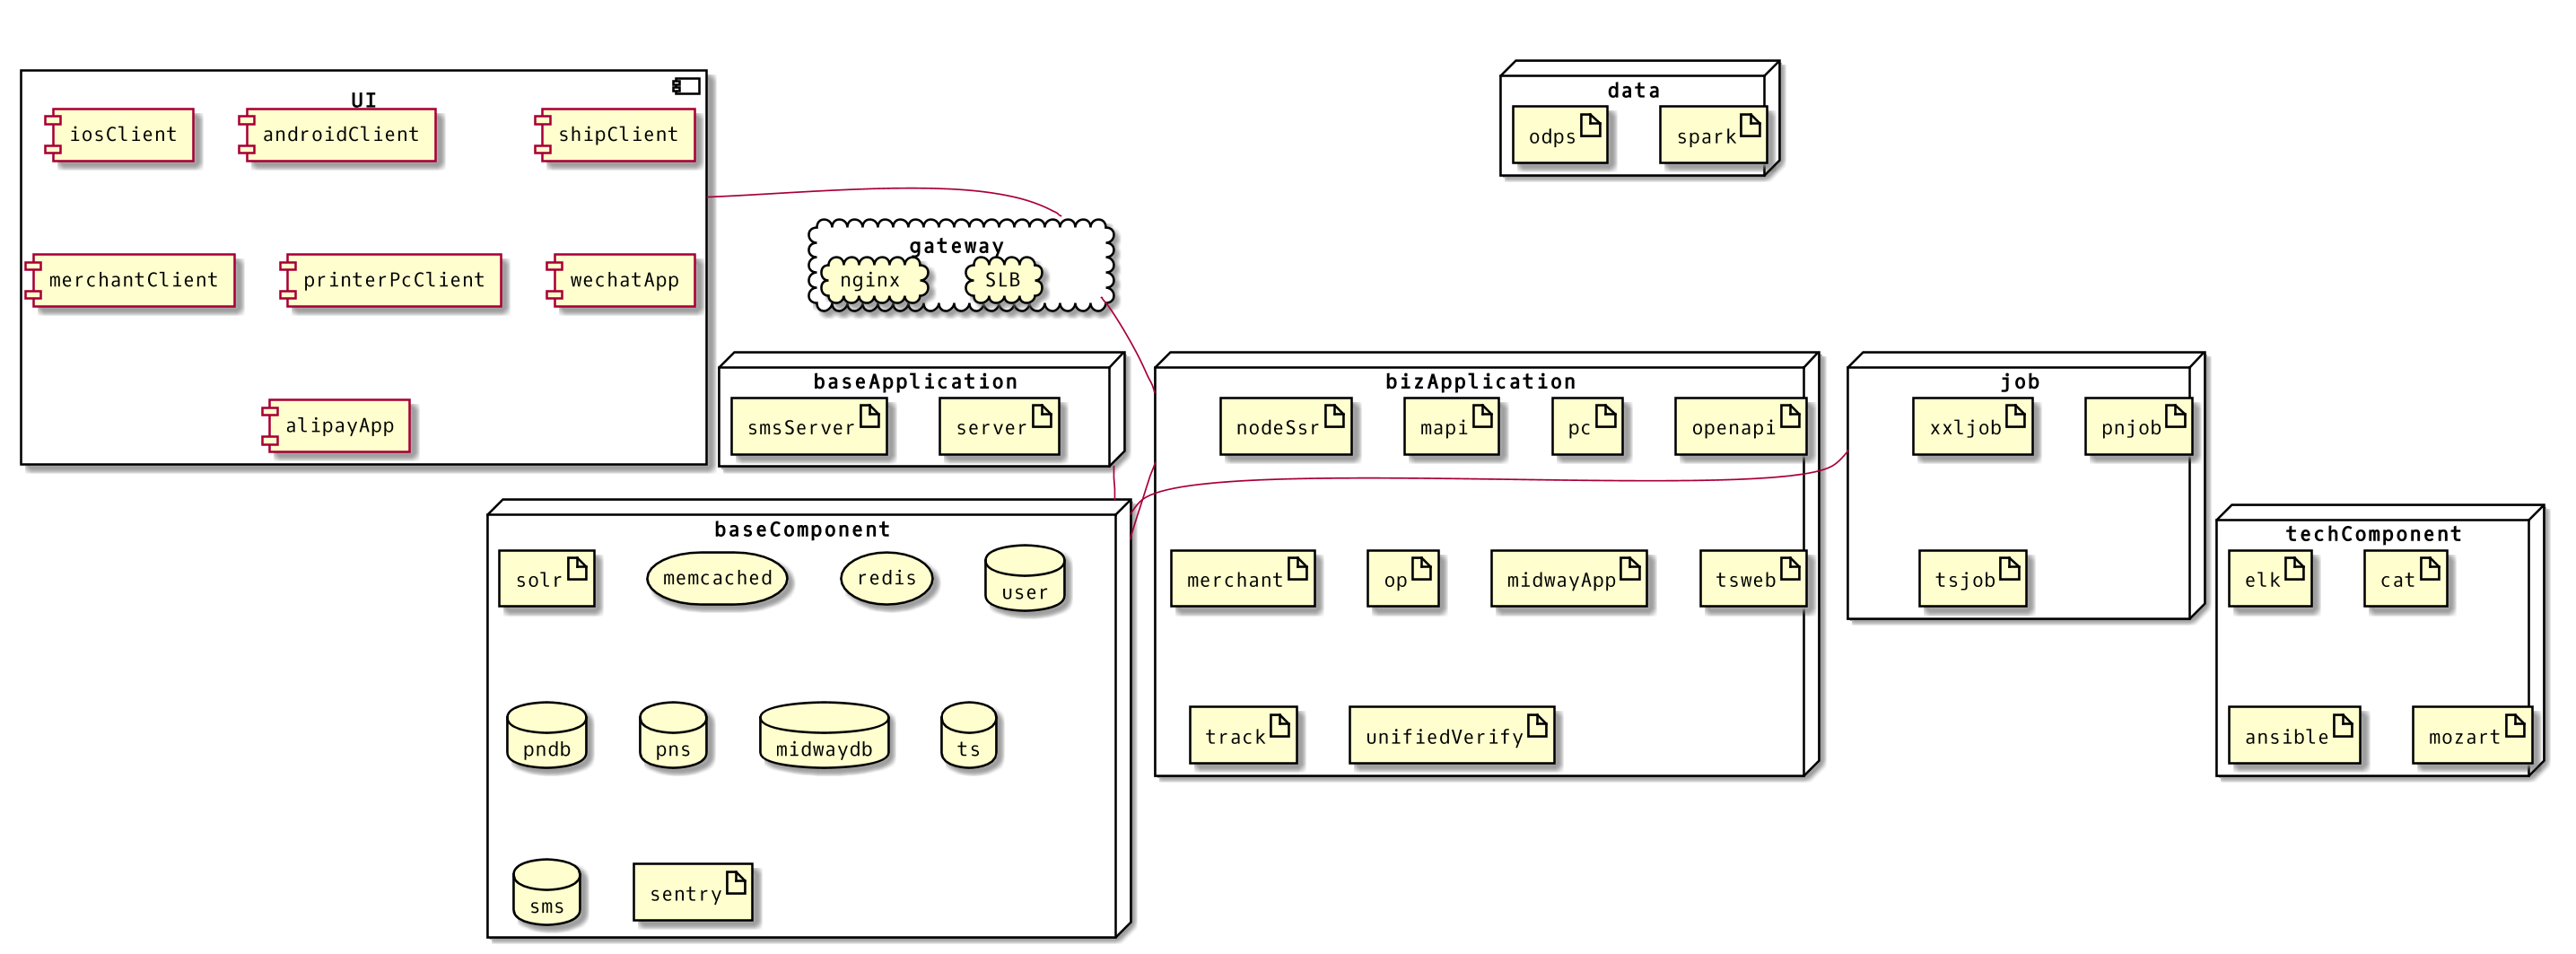 UI
iosClient
androidClient
shipClient
merchantClient
printerPcClient
wechatApp
alipayApp
gateway
nginx
SLB
data
odps
spark
baseApplication
smsServer
server
bizApplication
nodeSsr
mapi
pc
openapi
merchant
op
midwayApp
tsweb
track
unifiedVerify
job
xxljob
pnjob
tsjob
baseComponent
solr
memcached
redis
user
pndb
pns
midwaydb
ts
sms
sentry
techComponent
elk
cat
ansible
mozart